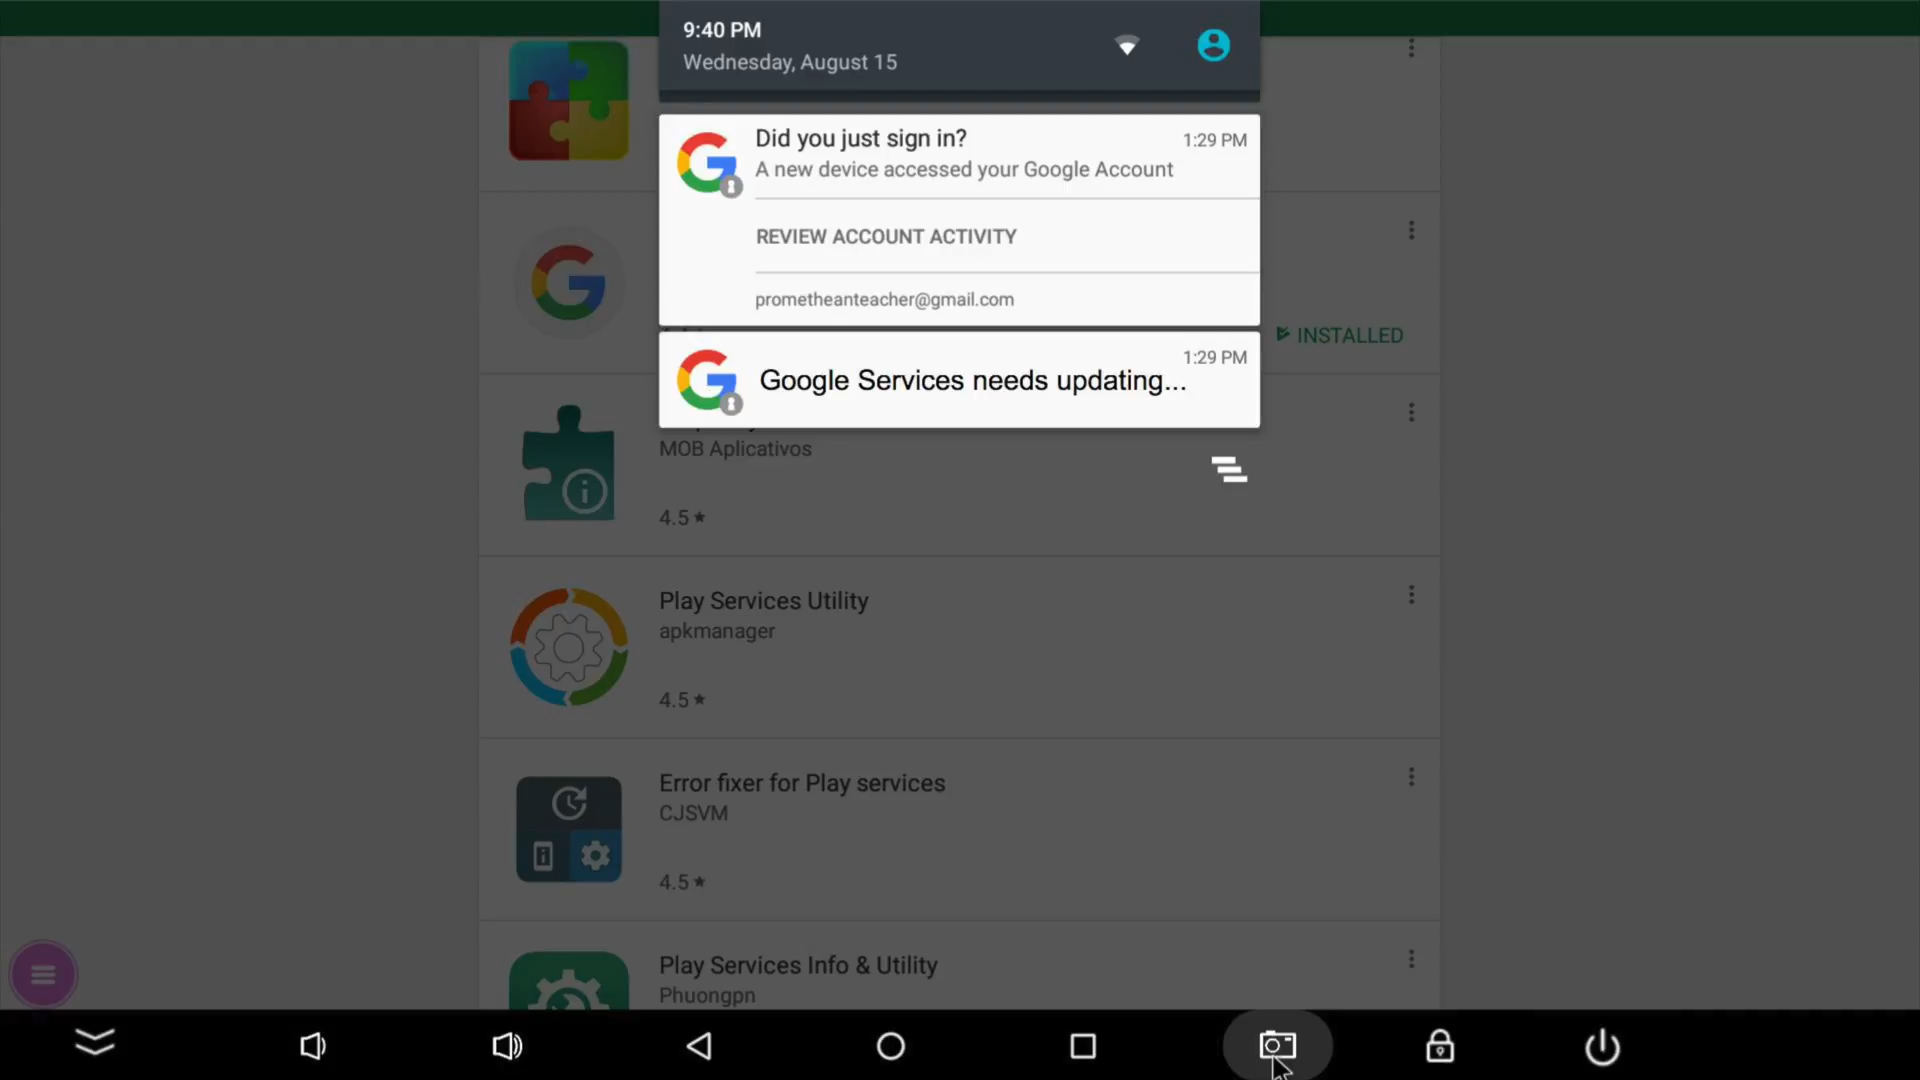 9:40 PM
Wednesday, August 15
Did you just sign in?
1:29 PM
A new device accessed your Google Account
REVIEW ACCOUNT ACTIVITY
prometheanteacher@gmail.com
INSTALLED
1:29 PM
Google Services needs updating...
MOB Aplicativos
4.5★
Play Services Utility
apkmanager
4.5★
Error fixer for Play services
CJSVM
4.5★
Play Services Info & Utility
Phuongpn